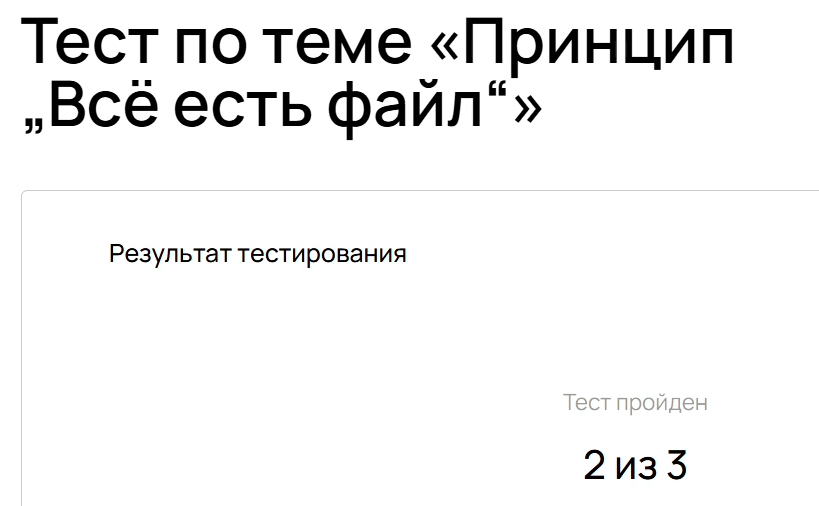 Тест по теме «Принцип
„Всё есть файл“»
Результат тестирования
Тест пройден
2 из 3